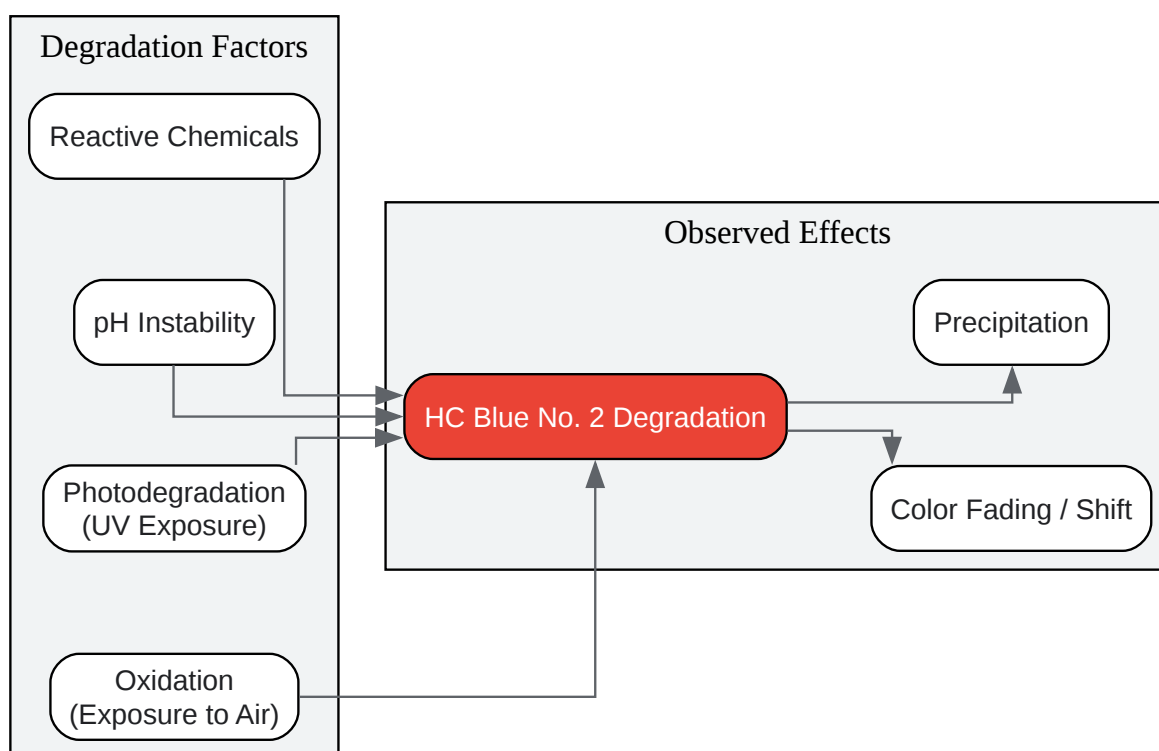 Degradation Factors
Reactive Chemicals
pH Instability
Photodegradation
(UV Exposure)
Oxidation
(Exposure to Air)
Observed Effects
HC Blue No. 2 Degradation
Precipitation
Color Fading / Shift